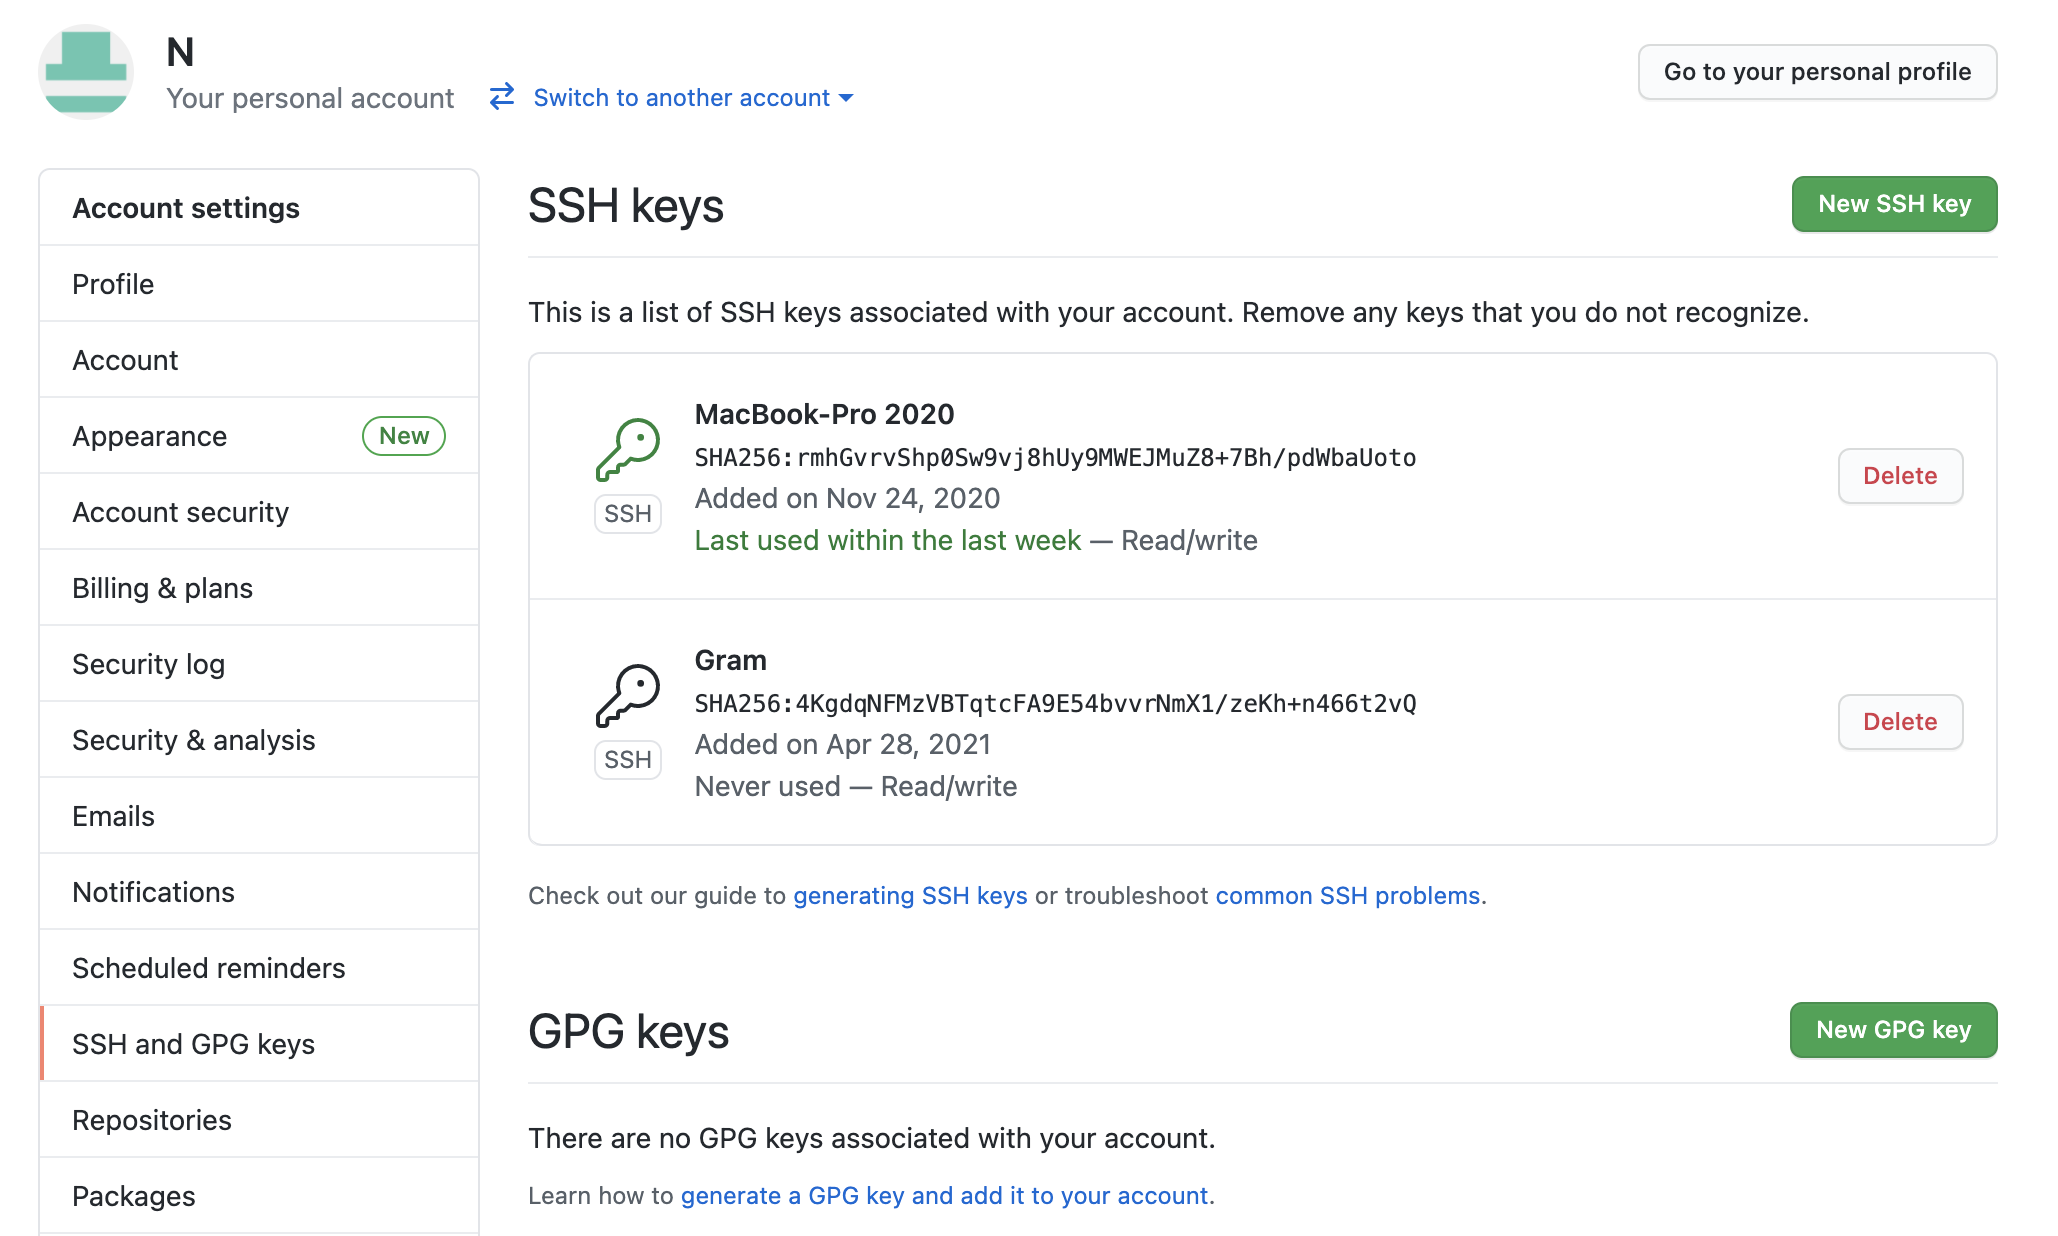 N
Your personal account
Switch to another account
Go to your personal profile
Account settings
Profile
Account
Appearance
New
Account security
Billing & plans
Security log
Security & analysis
Emails
Notifications
Scheduled reminders
SSH and GPG keys
Repositories
Packages
SSH keys
New SSH key
This is a list of SSH keys associated with your account. Remove any keys that you do not recognize.
SSH
MacBook-Pro 2020
SHA256:rmhGvrvShp0Sw9vj8hUy9MWEJMuZ8+7Bh/pdWbaUoto
Added on Nov 24, 2020
Last used within the last week — Read/write
Delete
SSH
Gram
SHA256:4KgdqNFMzVBTqtcFA9E54bvvrNmX1/zeKh+n466t2vQ
Added on Apr 28, 2021
Never used — Read/write
Delete
Check out our guide to generating SSH keys or troubleshoot common SSH problems.
GPG keys
New GPG key
There are no GPG keys associated with your account.
Learn how to generate a GPG key and add it to your account.